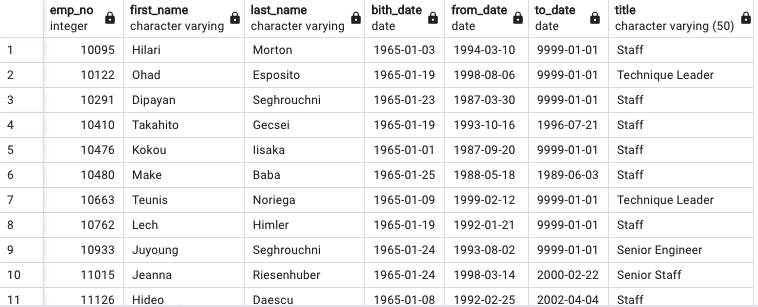 emp_no first_name last_name bith_date from_date to_date title
integer character varying character varying date date date character varying (50)
1 10095 Hilari Morton 1965-01-03 1994-03-10 9999-01-01 Staff
2 10122 Ohad Esposito 1965-01-19 1998-08-06 9999-01-01 Technique Leader
3 10291 Dipayan Seghrouchni 1965-01-23 1987-03-30 9999-01-01 Staff
4 10410 Takahito Gecsei 1965-01-19 1993-10-16 1996-07-21 Staff
5 10476 Kokou Iisaka 1965-01-01 1987-09-20 9999-01-01 Staff
6 10480 Make Baba 1965-01-25 1988-05-18 1989-06-03 Staff
7 10663 Teunis Noriega 1965-01-09 1999-02-12 9999-01-01 Technique Leader
8 10762 Lech Himler 1965-01-19 1992-01-21 9999-01-01 Staff
9 10933 Juyoung Seghrouchni 1965-01-24 1993-08-02 9999-01-01 Senior Engineer
10 11015 Jeanna Riesenhuber 1965-01-24 1998-03-14 2000-02-22 Senior Staff
11 11126 Hideo Daescu 1965-01-08 1992-02-25 2002-04-04 Staff